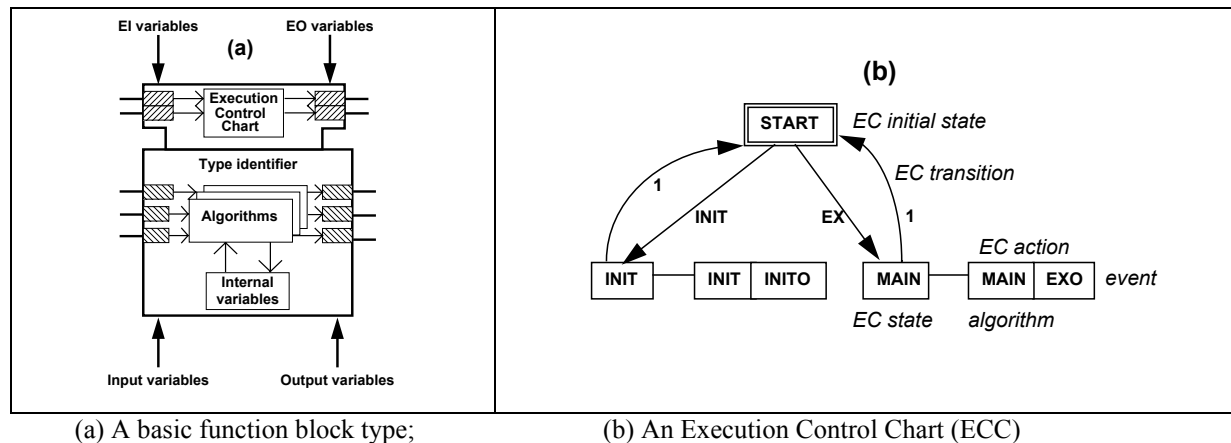 EI variables
EO variables
(a)
Execution
Control
Chart
Type identifier
Algorithms
Internal
variables
Input variables
Output variables
(b)
START
EC initial state
1
EC transition
INIT
EX
1
EC action
INIT
INIT
INITO
MAIN
MAIN
EXO
event
EC state
algorithm
(a) A basic function block type;
(b) An Execution Control Chart (ECC)